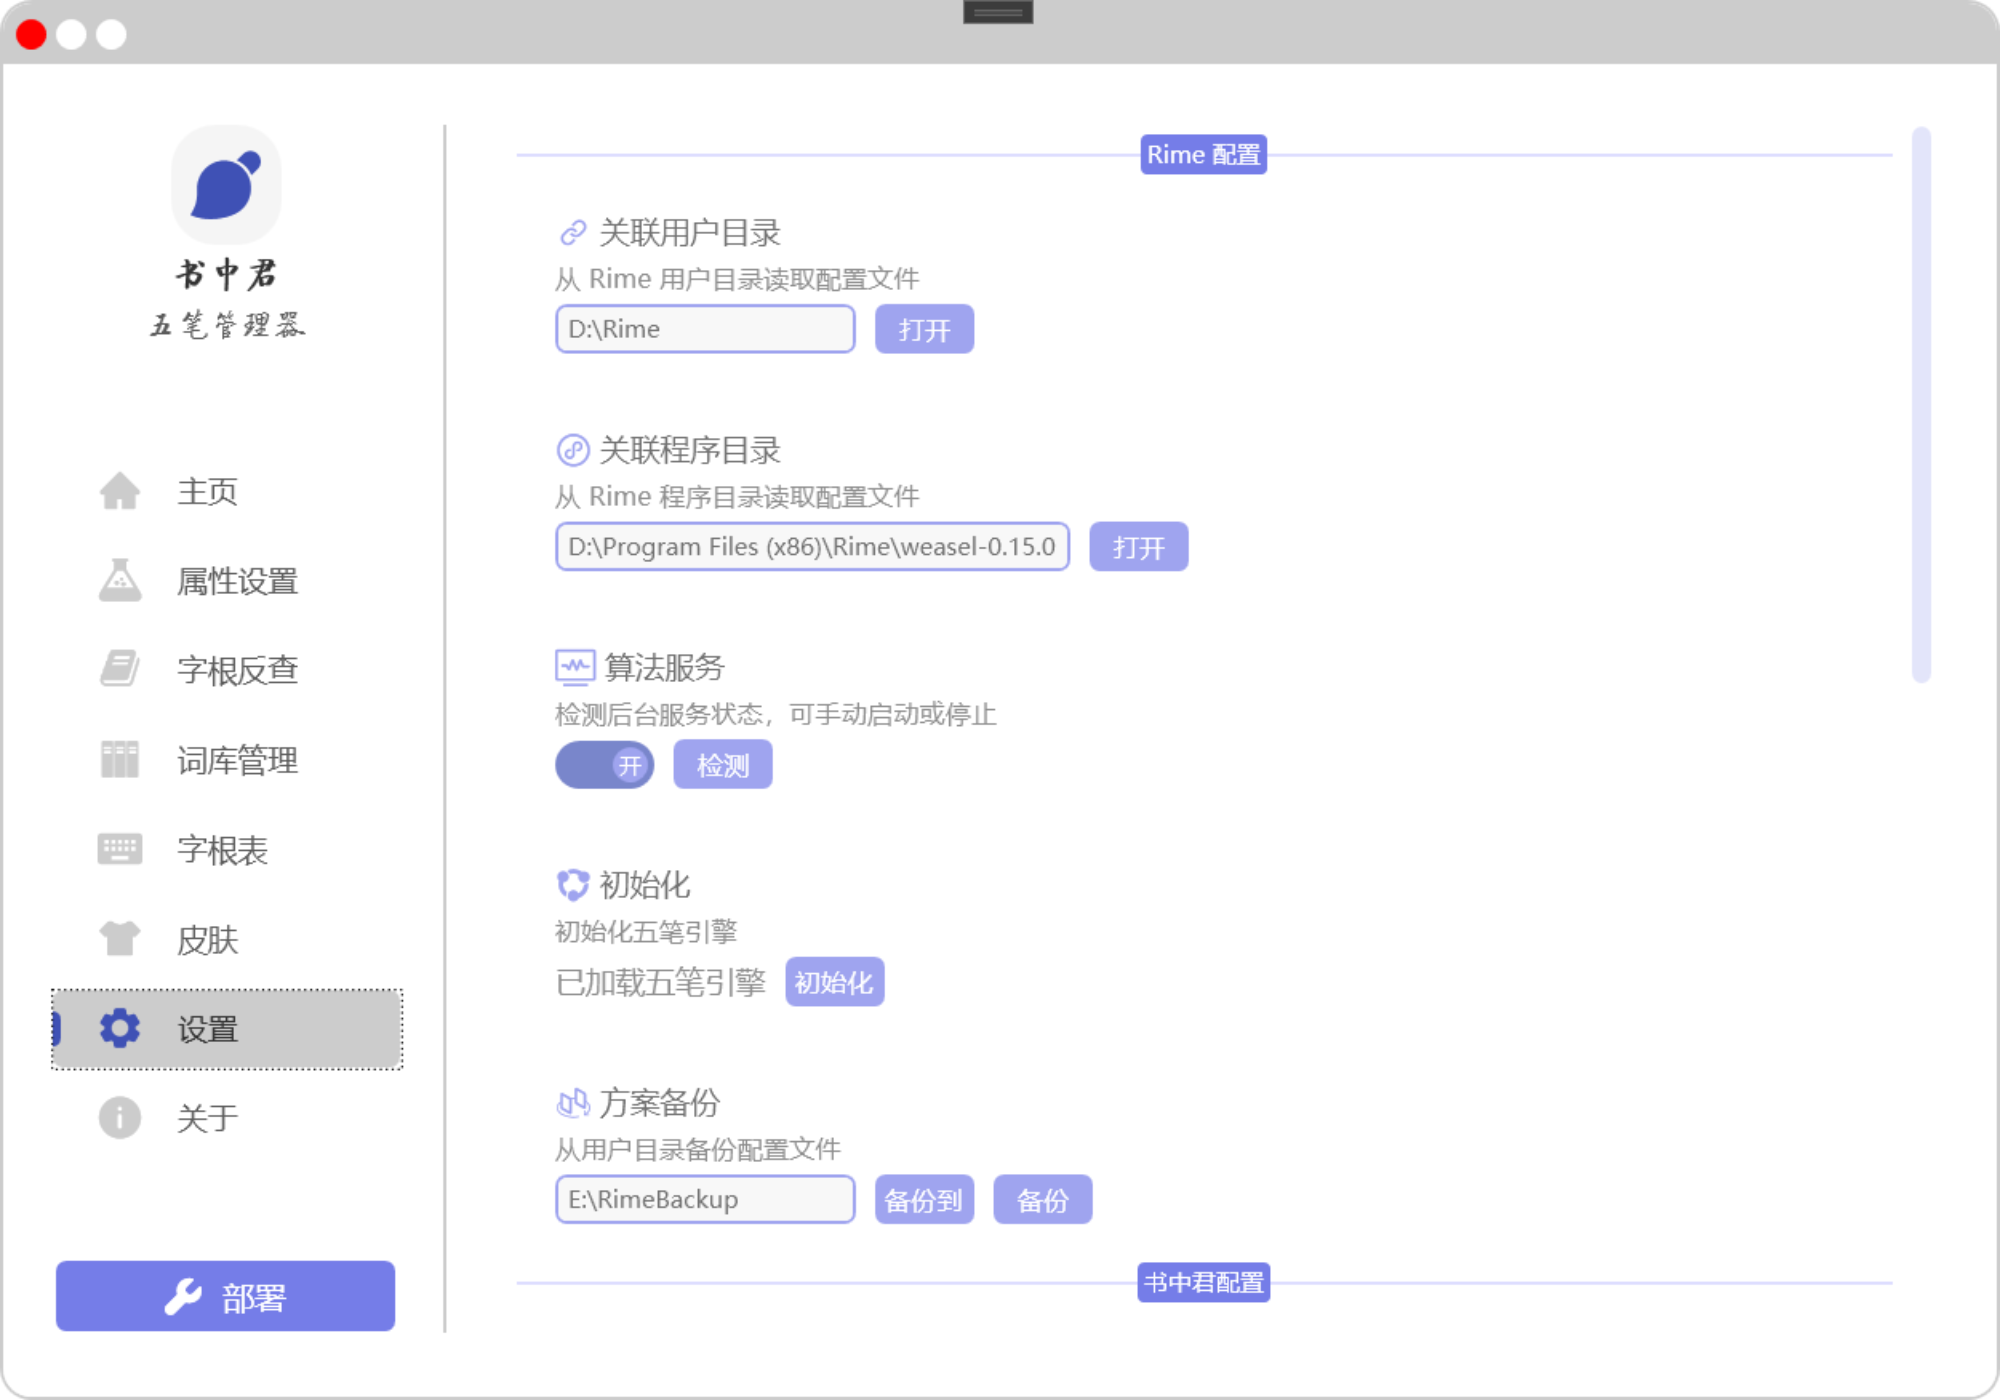 书中君
五笔管理器
主页
属性设置
字根反查
词库管理
字根表
皮肤
设置
关于
部署
Rime 配置
关联用户目录
从 Rime 用户目录读取配置文件
D:\Rime 打开
关联程序目录
从 Rime 程序目录读取配置文件
D:\Program Files (x86)\Rime\weasel-0.15.0 打开
算法服务
检测后台服务状态，可手动启动或停止
开 检测
初始化
初始化五笔引擎
已加载五笔引擎 初始化
方案备份
从用户目录备份配置文件
E:\RimeBackup 备份到 备份
书中君配置